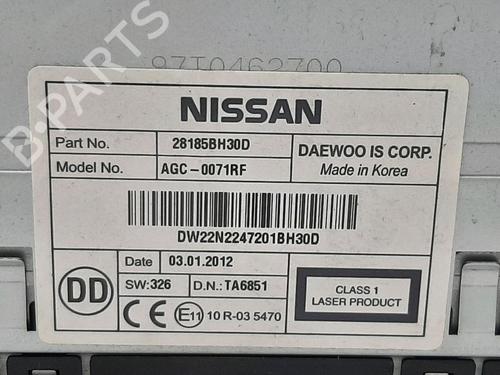 97T0462700
NISSAN
Part No. 28185BH30D
Model No. AGC-0071RF
DAEWOO IS CORP.
Made in Korea
DW22N2247201BH30D
Date 03.01.2012
SW:326 D.N.: TA6851
DD
CE E11 10 R-03 5470
CLASS 1
LASER PRODUCT
B-PARTS